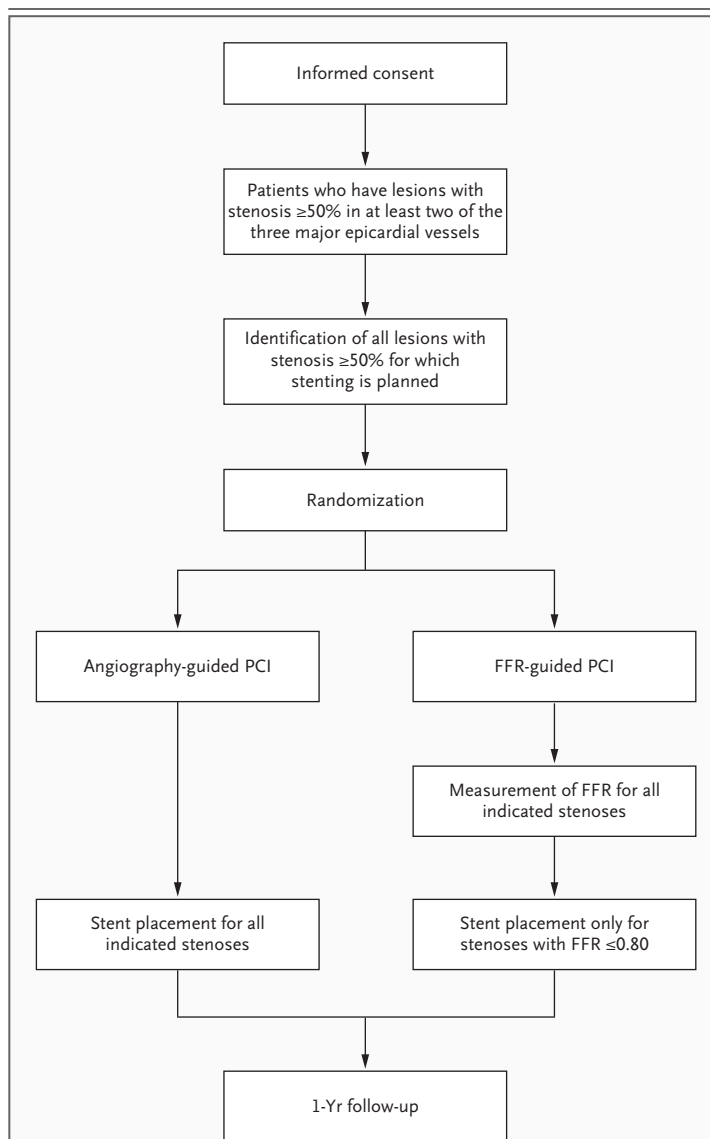 Informed consent
Patients who have lesions with
stenosis ≥50% in at least two of the
three major epicardial vessels
Identification of all lesions with
stenosis ≥50% for which
stenting is planned
Randomization
Angiography-guided PCI
FFR-guided PCI
Measurement of FFR for all
indicated stenoses
Stent placement for all
indicated stenoses
Stent placement only for
stenoses with FFR ≤0.80
1-Yr follow-up